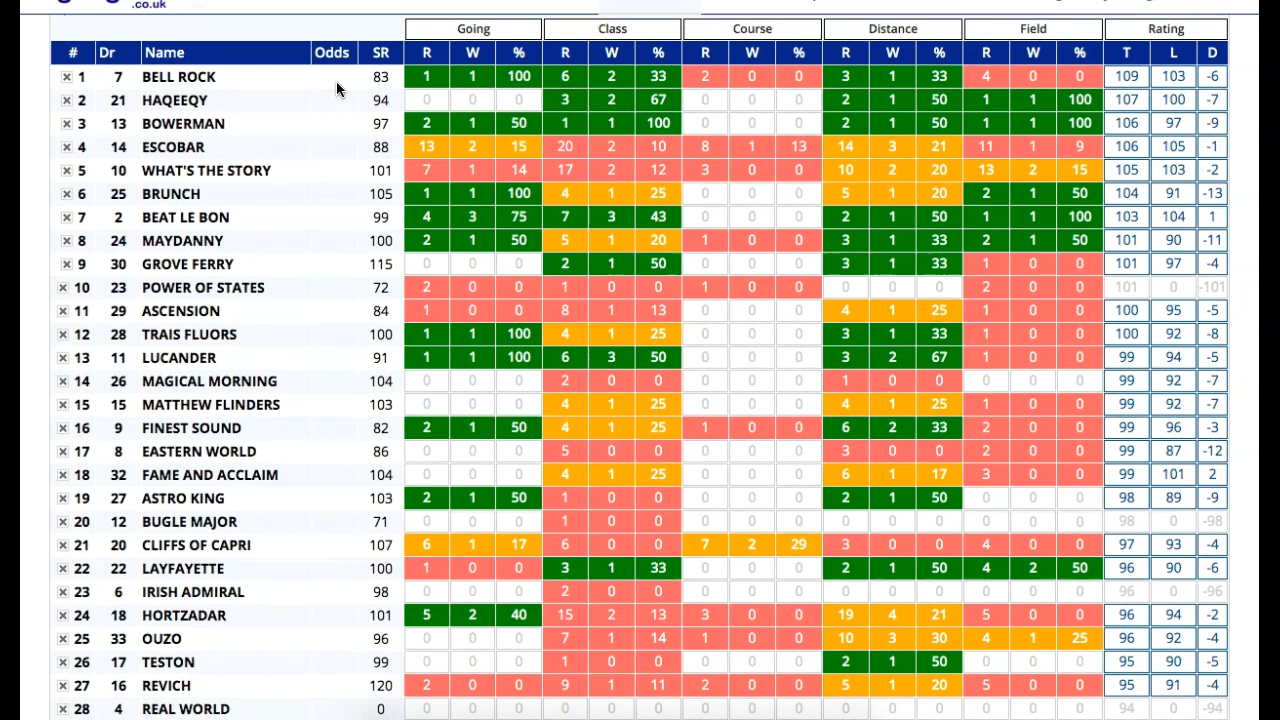 .co.uk
Going Class Course Distance Field Rating
# Dr Name Odds SR R W % R W % R W % R W % R W % T L D
1 7 BELL ROCK 83 1 1 100 6 2 33 2 0 0 3 1 33 4 0 0 109 103 -6
2 21 HAQEEQY 94 0 0 0 3 2 67 0 0 0 2 1 50 1 1 100 107 100 -7
3 13 BOWERMAN 97 2 1 50 1 1 100 0 0 0 2 1 50 1 1 100 106 97 -9
4 14 ESCOBAR 88 13 2 15 20 2 10 8 1 13 14 3 21 11 1 9 106 105 -1
5 10 WHAT'S THE STORY 101 7 1 14 17 2 12 3 0 0 10 2 20 13 2 15 105 103 -2
6 25 BRUNCH 105 1 1 100 4 1 25 0 0 0 5 1 20 2 1 50 104 91 -13
7 2 BEAT LE BON 99 4 3 75 7 3 43 0 0 0 2 1 50 1 1 100 103 104 1
8 24 MAYDANNY 100 2 1 50 5 1 20 1 0 0 3 1 33 2 1 50 101 90 -11
9 30 GROVE FERRY 115 0 0 0 2 1 50 0 0 0 3 1 33 1 0 0 101 97 -4
10 23 POWER OF STATES 72 2 0 0 1 0 0 1 0 0 0 0 0 2 0 0 101 0 -101
11 29 ASCENSION 84 1 0 0 8 1 13 0 0 0 4 1 25 1 0 0 100 95 -5
12 28 TRAIS FLUORS 100 1 1 100 4 1 25 0 0 0 3 1 33 1 0 0 100 92 -8
13 11 LUCANDER 91 1 1 100 6 3 50 0 0 0 3 2 67 1 0 0 99 94 -5
14 26 MAGICAL MORNING 104 0 0 0 2 0 0 0 0 0 1 0 0 0 0 0 99 92 -7
15 15 MATTHEW FLINDERS 103 0 0 0 4 1 25 0 0 0 4 1 25 1 0 0 99 92 -7
16 9 FINEST SOUND 82 2 1 50 4 1 25 1 0 0 6 2 33 2 0 0 99 96 -3
17 8 EASTERN WORLD 86 0 0 0 5 0 0 0 0 0 3 0 0 2 0 0 99 87 -12
18 32 FAME AND ACCLAIM 104 0 0 0 4 1 25 0 0 0 6 1 17 3 0 0 99 101 2
19 27 ASTRO KING 103 2 1 50 1 0 0 0 0 0 2 1 50 0 0 0 98 89 -9
20 12 BUGLE MAJOR 71 0 0 0 1 0 0 0 0 0 0 0 0 0 0 0 98 0 -98
21 20 CLIFFS OF CAPRI 107 6 1 17 6 0 0 7 2 29 3 0 0 4 0 0 97 93 -4
22 22 LAYFAYETTE 100 1 0 0 3 1 33 0 0 0 2 1 50 4 2 50 96 90 -6
23 6 IRISH ADMIRAL 98 0 0 0 2 0 0 0 0 0 0 0 0 0 0 0 96 0 -96
24 18 HORTZADAR 101 5 2 40 15 2 13 3 0 0 19 4 21 5 0 0 96 94 -2
25 33 OUZO 96 0 0 0 7 1 14 1 0 0 10 3 30 4 1 25 96 92 -4
26 17 TESTON 99 0 0 0 1 0 0 0 0 0 2 1 50 0 0 0 95 90 -5
27 16 REVICH 120 2 0 0 9 1 11 2 0 0 5 1 20 5 0 0 95 91 -4
28 4 REAL WORLD 0 0 0 0 0 0 0 0 0 0 0 0 0 0 0 0 94 0 -94